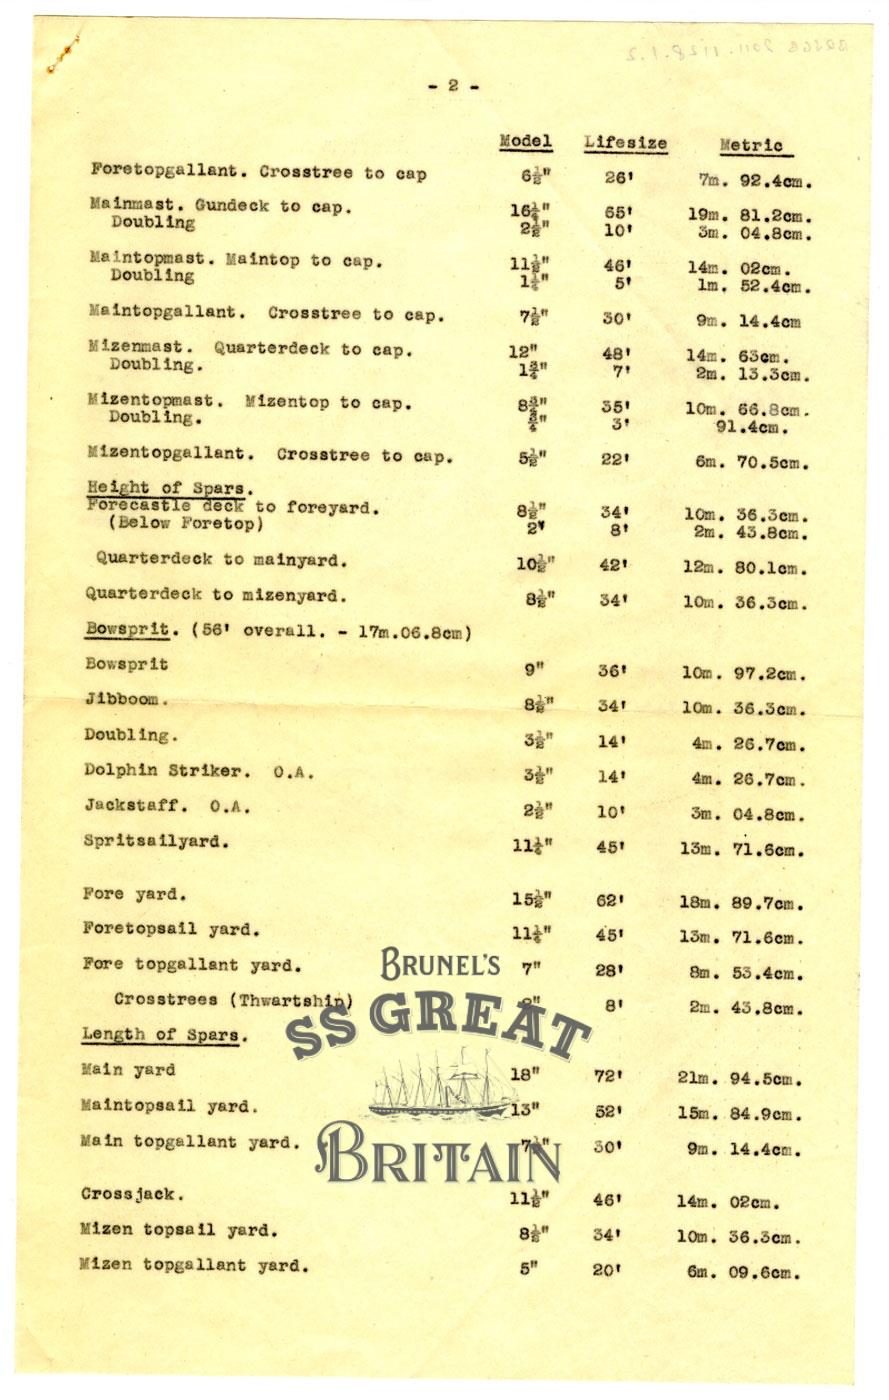 BRSGB 2011.1128.1.2
- 2 -
Model Lifesize Metric
Foretopgallant. Crosstree to cap 6½" 26' 7m. 92.4cm.
Mainmast. Gundeck to cap. 16¼" 65' 19m. 81.2cm.
Doubling 2½" 10' 3m. 04.8cm.
Maintopmast. Maintop to cap. 11½" 46' 14m. 02cm.
Doubling 1¼" 5' 1m. 52.4cm.
Maintopgallant. Crosstree to cap. 7½" 30' 9m. 14.4cm
Mizenmast. Quarterdeck to cap. 12" 48' 14m. 63cm.
Doubling. 1¾" 7' 2m. 13.3cm.
Mizentopmast. Mizentop to cap. 8¾" 35' 10m. 66.8cm.
Doubling. ¾" 3' 91.4cm.
Mizentopgallant. Crosstree to cap. 5½" 22' 6m. 70.5cm.
Height of Spars.
Forecastle deck to foreyard. 8½" 34' 10m. 36.3cm.
(Below Foretop) 2" 8' 2m. 43.8cm.
Quarterdeck to mainyard. 10½" 42' 12m. 80.1cm.
Quarterdeck to mizenyard. 8½" 34' 10m. 36.3cm.
Bowsprit. (56' overall. - 17m.06.8cm)
Bowsprit 9" 36' 10m. 97.2cm.
Jibboom. 8½" 34' 10m. 36.3cm.
Doubling. 3½" 14' 4m. 26.7cm.
Dolphin Striker. O.A. 3½" 14' 4m. 26.7cm.
Jackstaff. O.A. 2½" 10' 3m. 04.8cm.
Spritsailyard. 11¼" 45' 13m. 71.6cm.
Fore yard. 15½" 62' 18m. 89.7cm.
Foretopsail yard. 11¼" 45' 13m. 71.6cm.
Fore topgallant yard. 7" 28' 8m. 53.4cm.
Crosstrees (Thwartship) 2" 8' 2m. 43.8cm.
Length of Spars.
Main yard 18" 72' 21m. 94.5cm.
Maintopsail yard. 13" 52' 15m. 84.9cm.
Main topgallant yard. 7½" 30' 9m. 14.4cm.
Crossjack. 11½" 46' 14m. 02cm.
Mizen topsail yard. 8½" 34' 10m. 36.3cm.
Mizen topgallant yard. 5" 20' 6m. 09.6cm.
BRUNEL'S
SS GREAT
BRITAIN